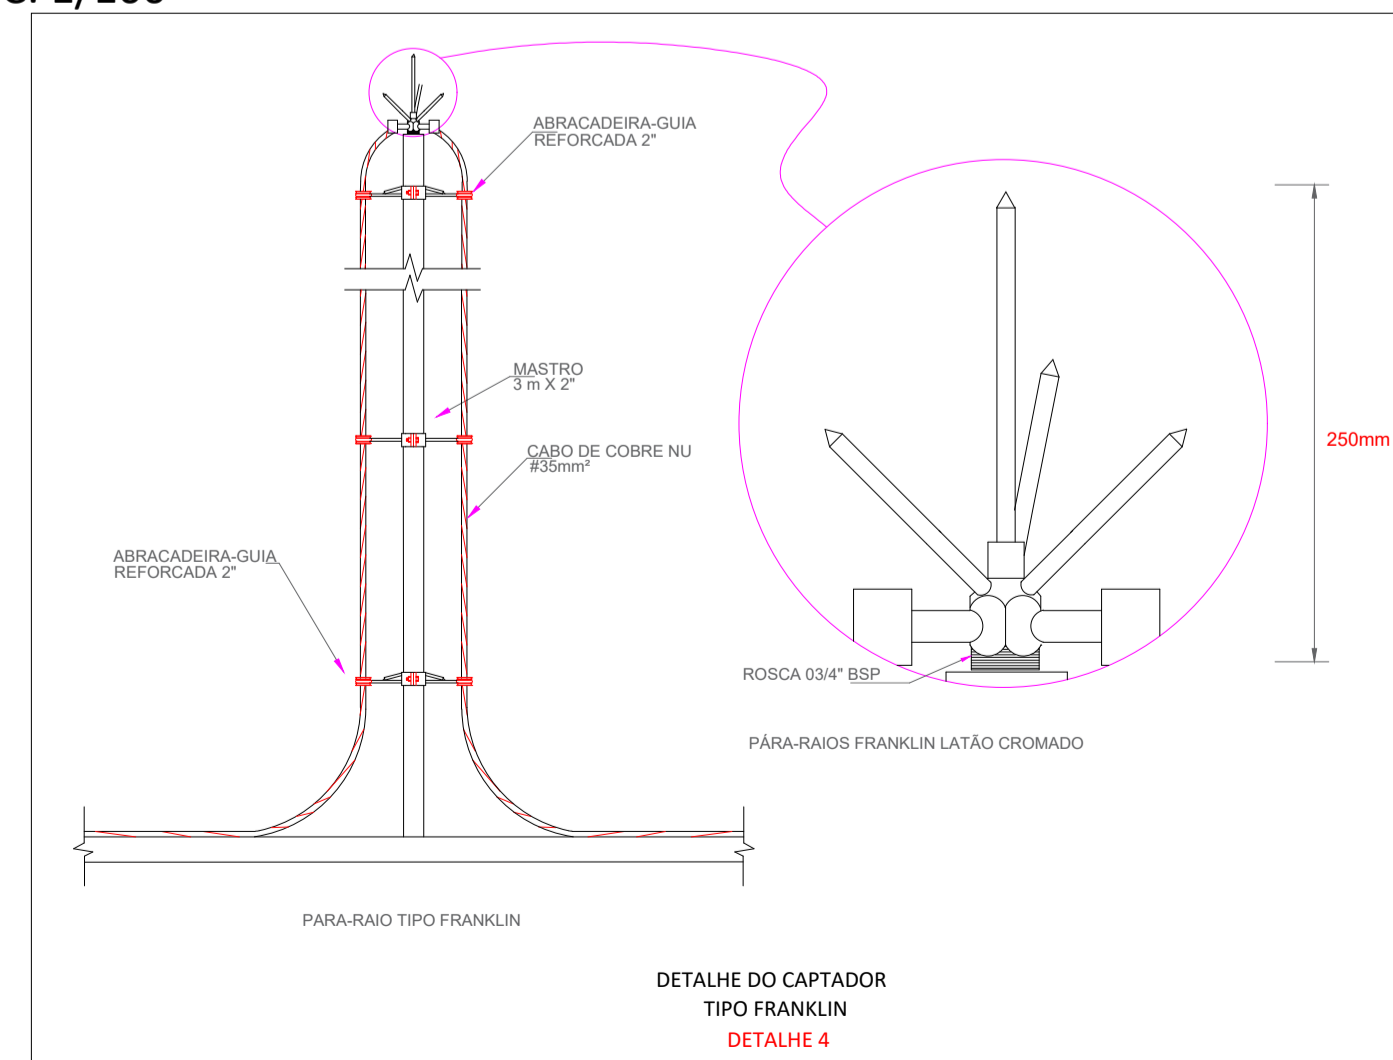 ABRACADEIRA-GUIA
REFORCADA 2"
MASTRO
3 m X 2"
CABO DE COBRE NU
#35mm²
ABRACADEIRA-GUIA
REFORCADA 2"
250mm
ROSCA 03/4" BSP
PÁRA-RAIOS FRANKLIN LATÃO CROMADO
PARA-RAIO TIPO FRANKLIN
DETALHE DO CAPTADOR
TIPO FRANKLIN
DETALHE 4